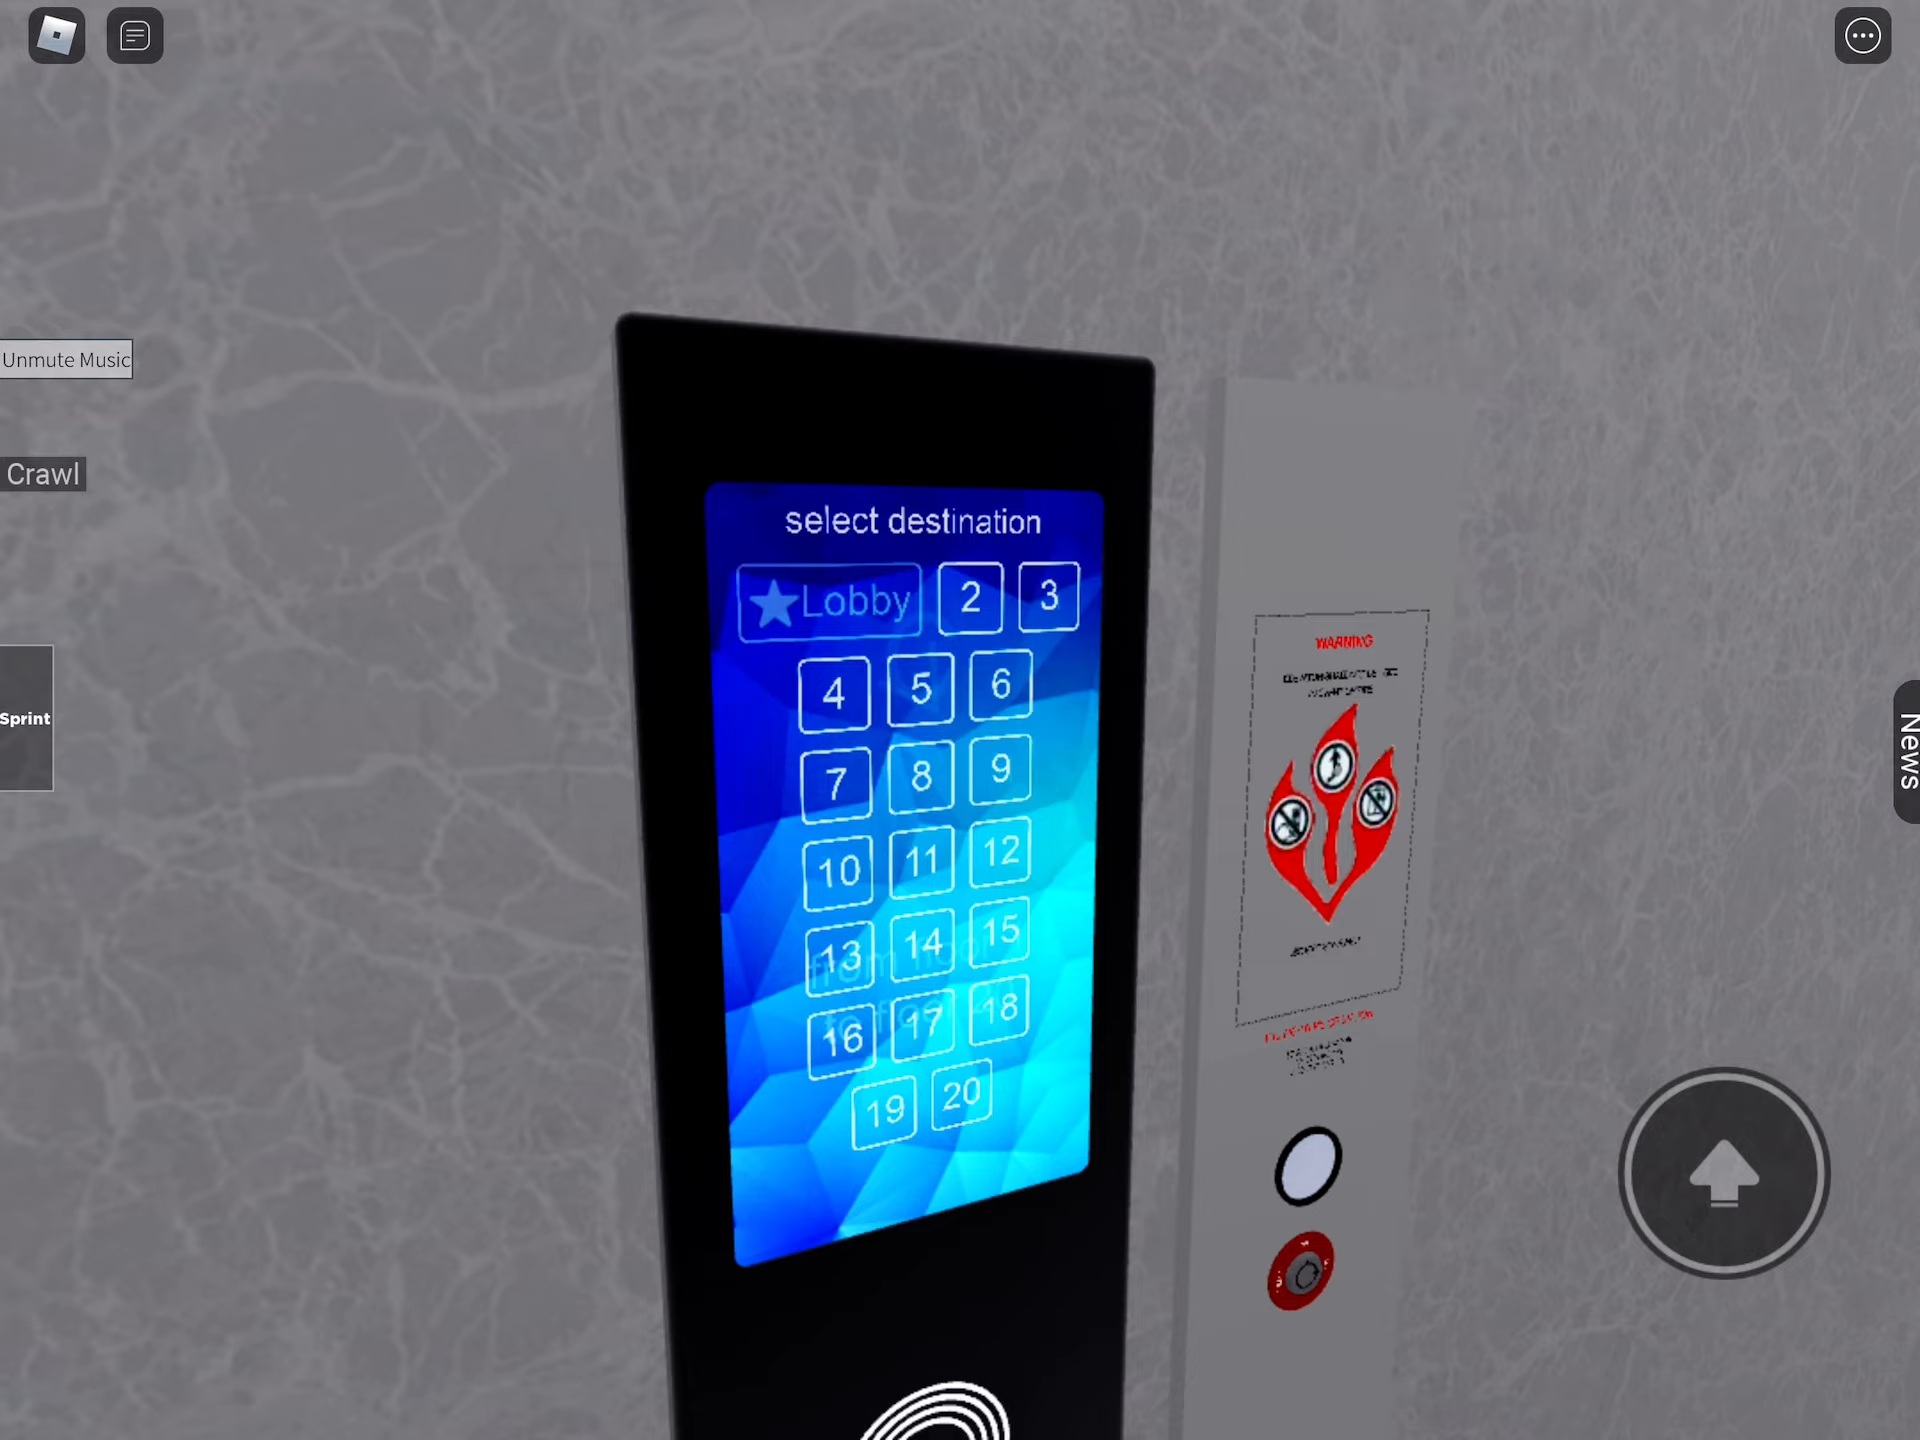 Unmute Music
Crawl
Sprint
News
select destination
★Lobby 2 3
4 5 6
7 8 9
10 11 12
13 14 15
16 17 18
19 20
WARNING